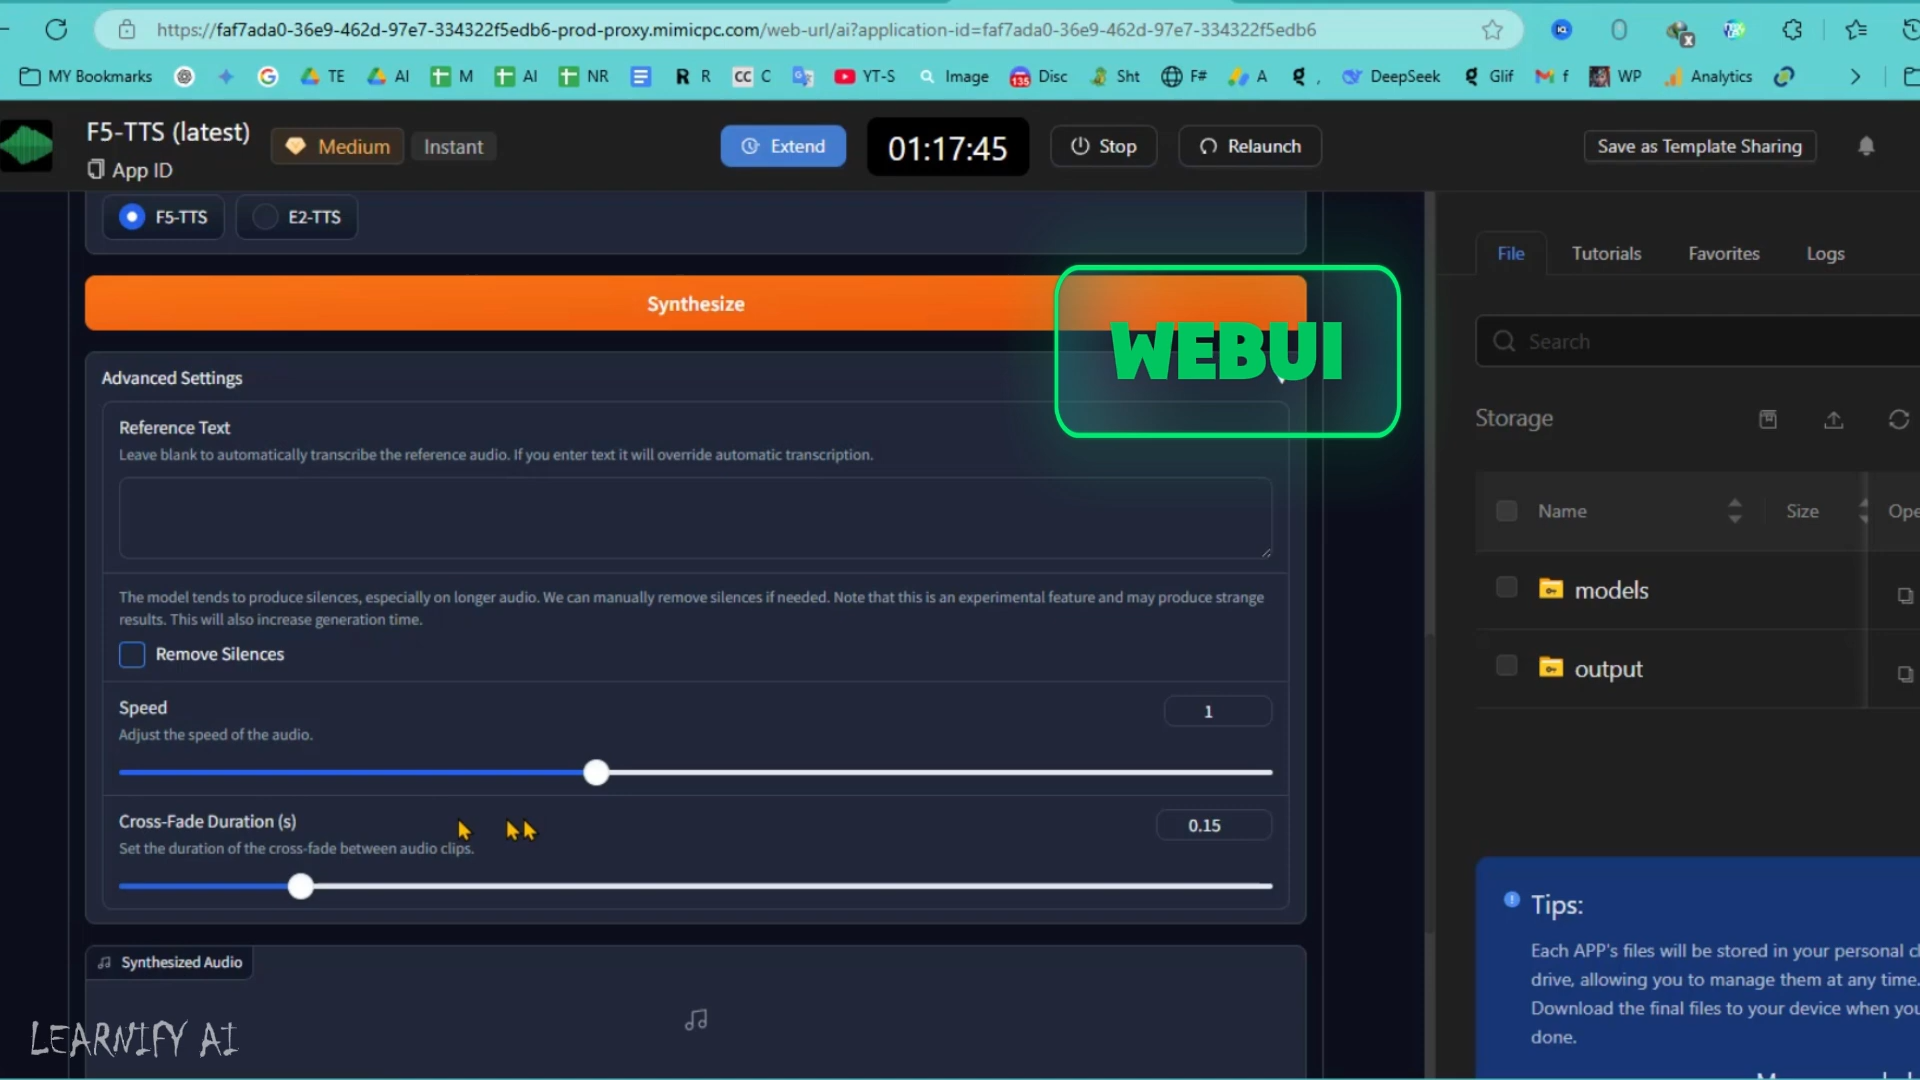 https://faf7ada0-36e9-462d-97e7-334322f5edb6-prod-proxy.mimicpc.com/web-url/ai?application-id=faf7ada0-36e9-462d-97e7-334322f5edb6
MY Bookmarks TE AI M AI NR R R CC C YT-S Image 135 Disc Sht F# A g , DeepSeek g Glif f WP Analytics
F5-TTS (latest)
App ID
Medium
Instant
Extend
01:17:45
Stop
Relaunch
Save as Template Sharing
F5-TTS
E2-TTS
Synthesize
WEBUI
Advanced Settings
Reference Text
Leave blank to automatically transcribe the reference audio. If you enter text it will override automatic transcription.
The model tends to produce silences, especially on longer audio. We can manually remove silences if needed. Note that this is an experimental feature and may produce strange
results. This will also increase generation time.
Remove Silences
Speed
1
Adjust the speed of the audio.
Cross-Fade Duration (s)
0.15
Set the duration of the cross-fade between audio clips.
Synthesized Audio
LEARNIFY AI
File Tutorials Favorites Logs
Search
Storage
Name Size Ope
models
output
Tips:
Each APP's files will be stored in your personal cl
drive, allowing you to manage them at any time.
Download the final files to your device when you
done.